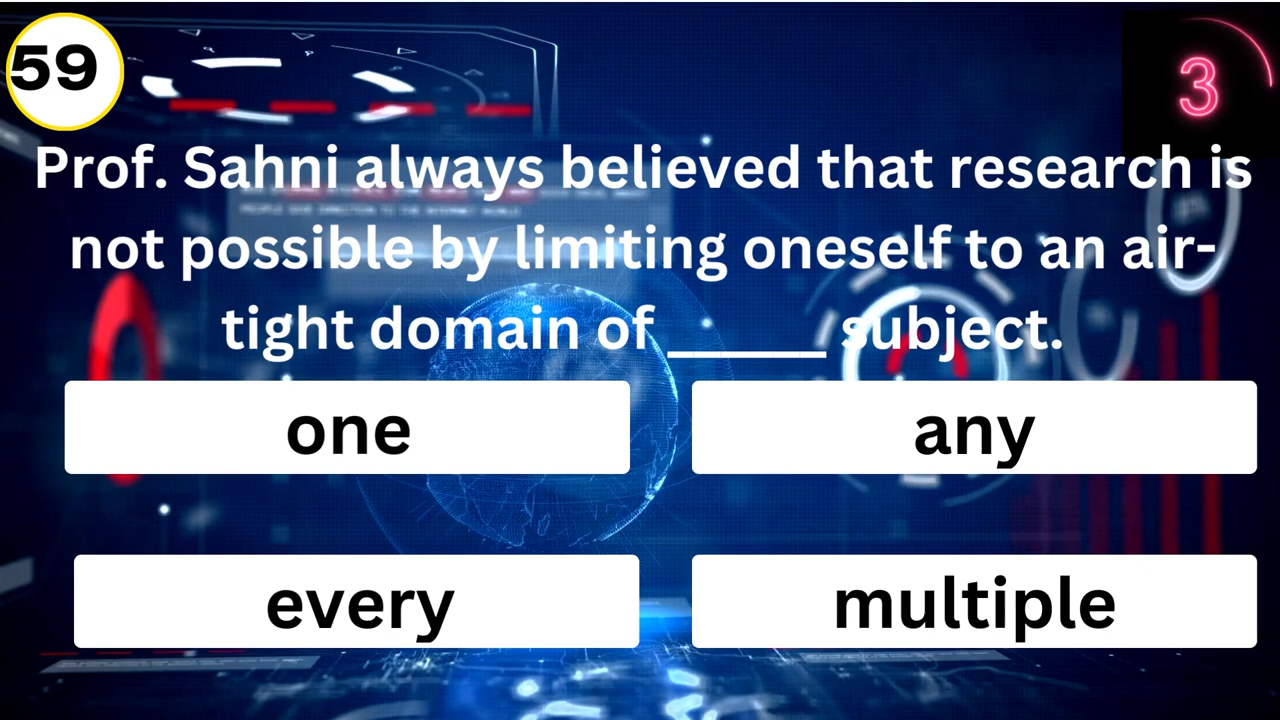 59
3
Prof. Sahni always believed that research is
not possible by limiting oneself to an air-
tight domain of ______ subject.
one
any
every
multiple